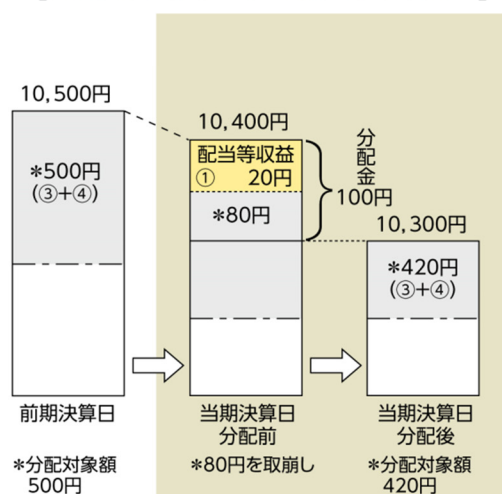 10,500円
*500円
(③+④)
前期決算日
*分配対象額
500円
10,400円
配当等収益
① 20円
*80円
分配金
100円
当期決算日
分配前
*80円を取崩し
10,300円
*420円
(③+④)
当期決算日
分配後
*分配対象額
420円